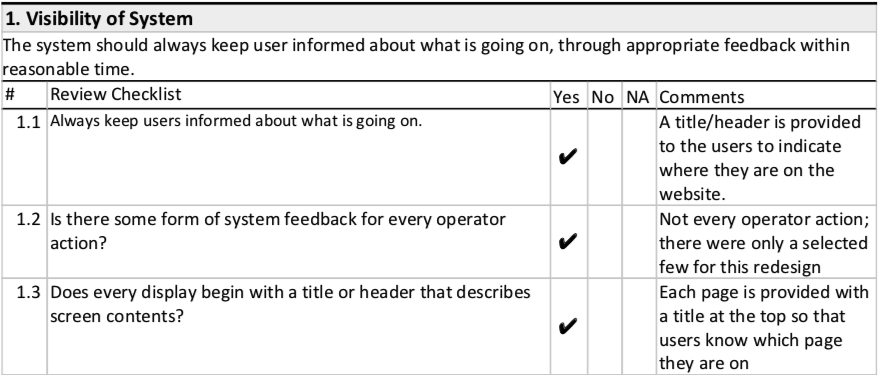 1. Visibility of System
The system should always keep user informed about what is going on, through appropriate feedback within
reasonable time.
# Review Checklist Yes No NA Comments
1.1 Always keep users informed about what is going on. ✔ A title/header is provided
to the users to indicate
where they are on the
website.
1.2 Is there some form of system feedback for every operator
action? ✔ Not every operator action;
there were only a selected
few for this redesign
1.3 Does every display begin with a title or header that describes
screen contents? ✔ Each page is provided with
a title at the top so that
users know which page
they are on